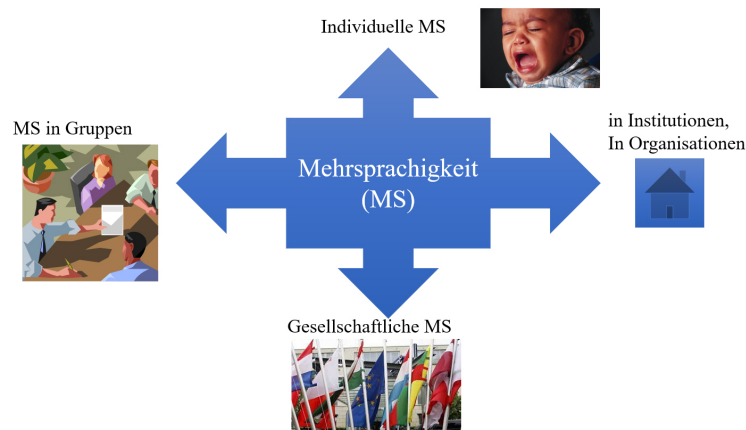 Individuelle MS
MS in Gruppen
in Institutionen,
In Organisationen
Mehrsprachigkeit
(MS)
Gesellschaftliche MS